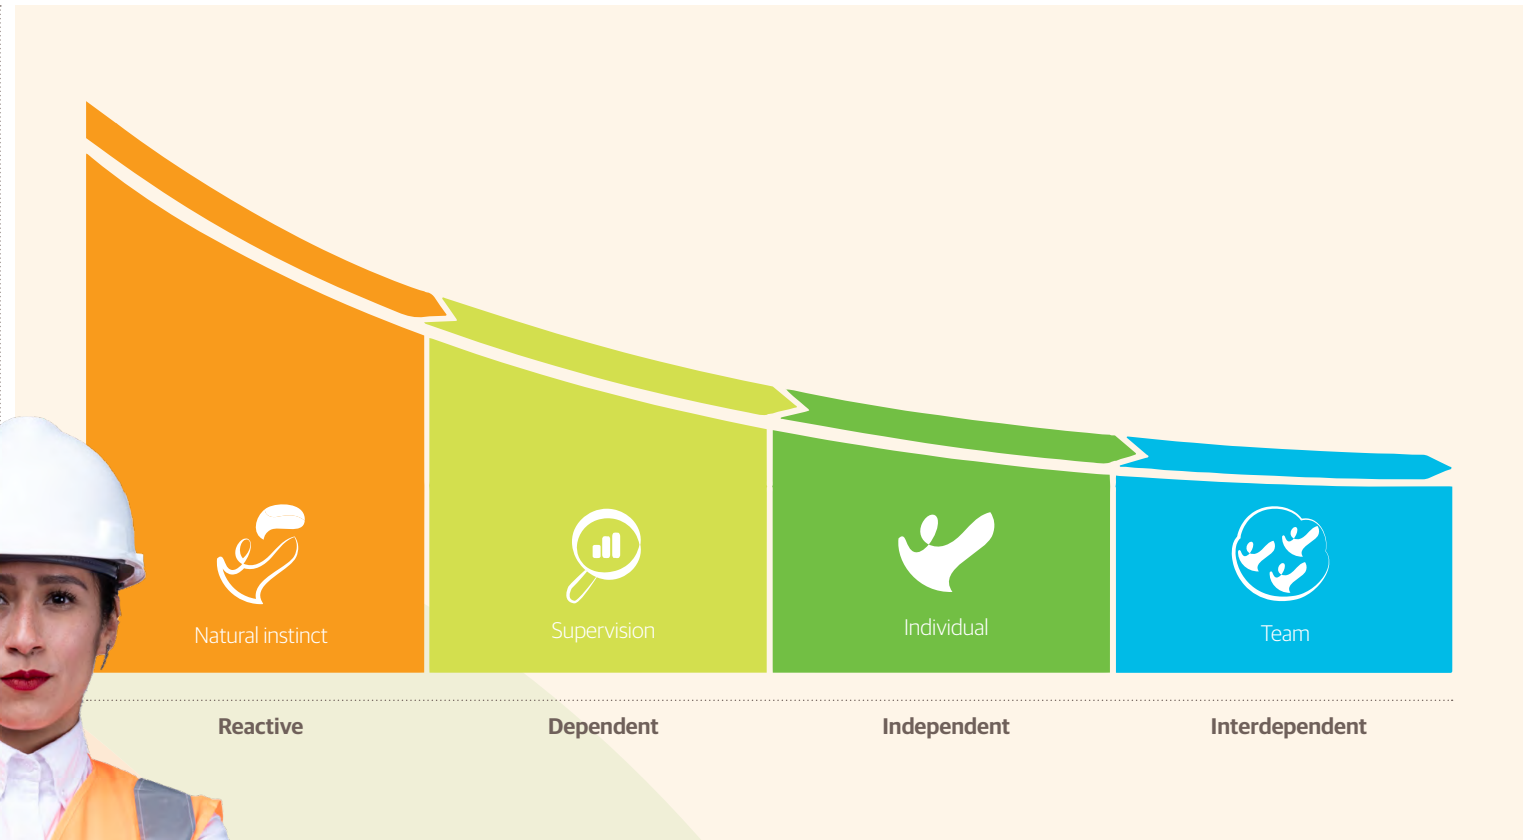 Natural instinct
Supervision
Individual
Team
Reactive
Dependent
Independent
Interdependent